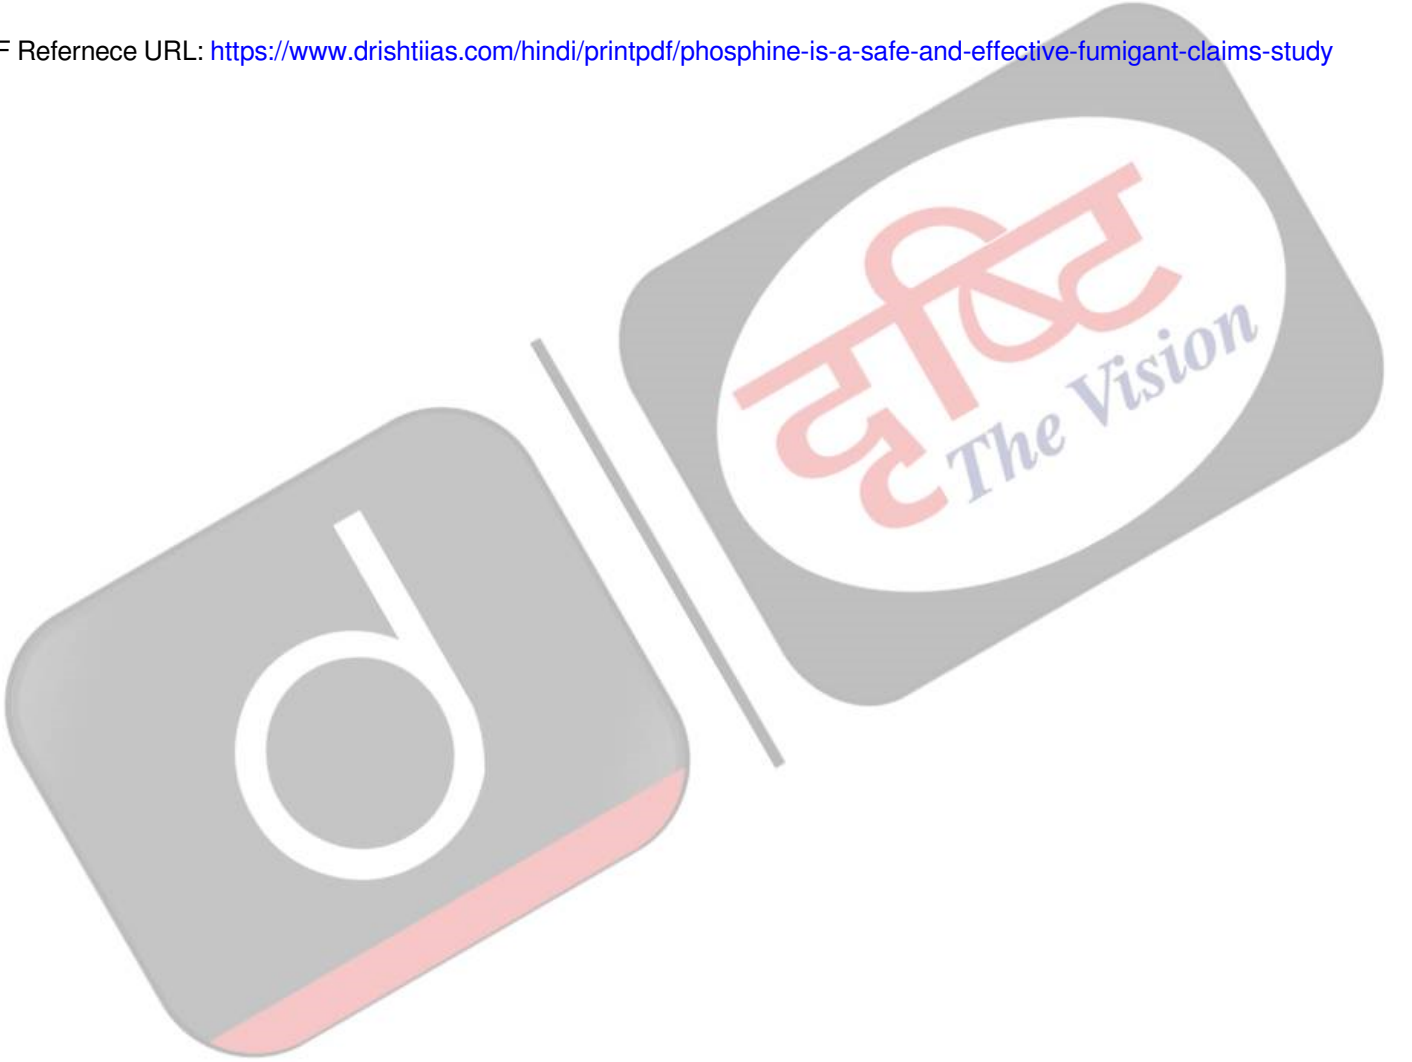 F Refernece URL: https://www.drishtiias.com/hindi/printpdf/phosphine-is-a-safe-and-effective-fumigant-claims-study
दृष्टि
The Vision
d